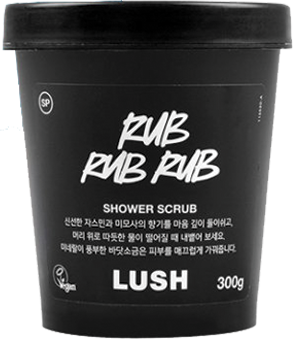 SP
RUB
RUB RUB
SHOWER SCRUB
신선한 자스민과 미모사의 향기를 마음 깊이 들이쉬고,
머리 위로 따듯한 물이 떨어질 때 내뱉어 보세요.
미네랄이 풍부한 바닷소금은 피부를 매끄럽게 가꿔줍니다.
Vegan
LUSH
300g